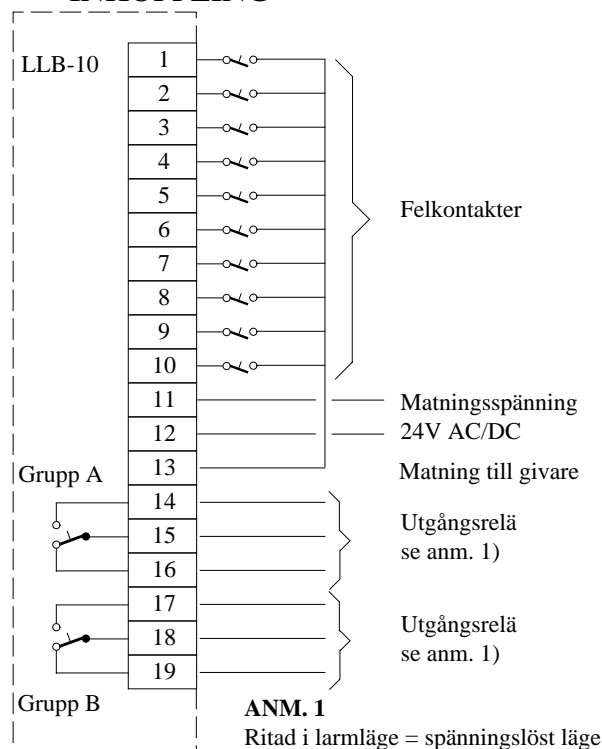 LLB-10
1
2
3
4
5
6
7
8
9
10
11
12
13
14
15
16
17
18
19
Felkontakter
Matningsspänning
24V AC/DC
Matning till givare
Grupp A
Utgångsrelä
se anm. 1)
Utgångsrelä
se anm. 1)
Grupp B
ANM. 1
Ritad i larmläge = spänningslöst läge